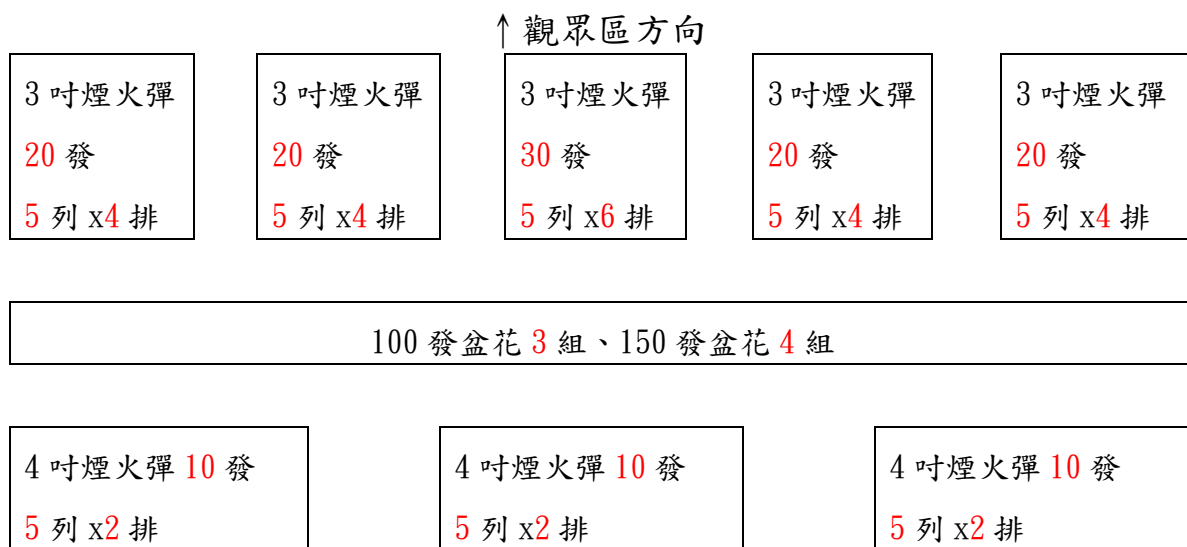 ↑觀眾區方向
3 吋煙火彈
20 發
5 列 x4 排
3 吋煙火彈
20 發
5 列 x4 排
3 吋煙火彈
30 發
5 列 x6 排
3 吋煙火彈
20 發
5 列 x4 排
3 吋煙火彈
20 發
5 列 x4 排
100 發盆花 3 組、150 發盆花 4 組
4 吋煙火彈 10 發
5 列 x2 排
4 吋煙火彈 10 發
5 列 x2 排
4 吋煙火彈 10 發
5 列 x2 排